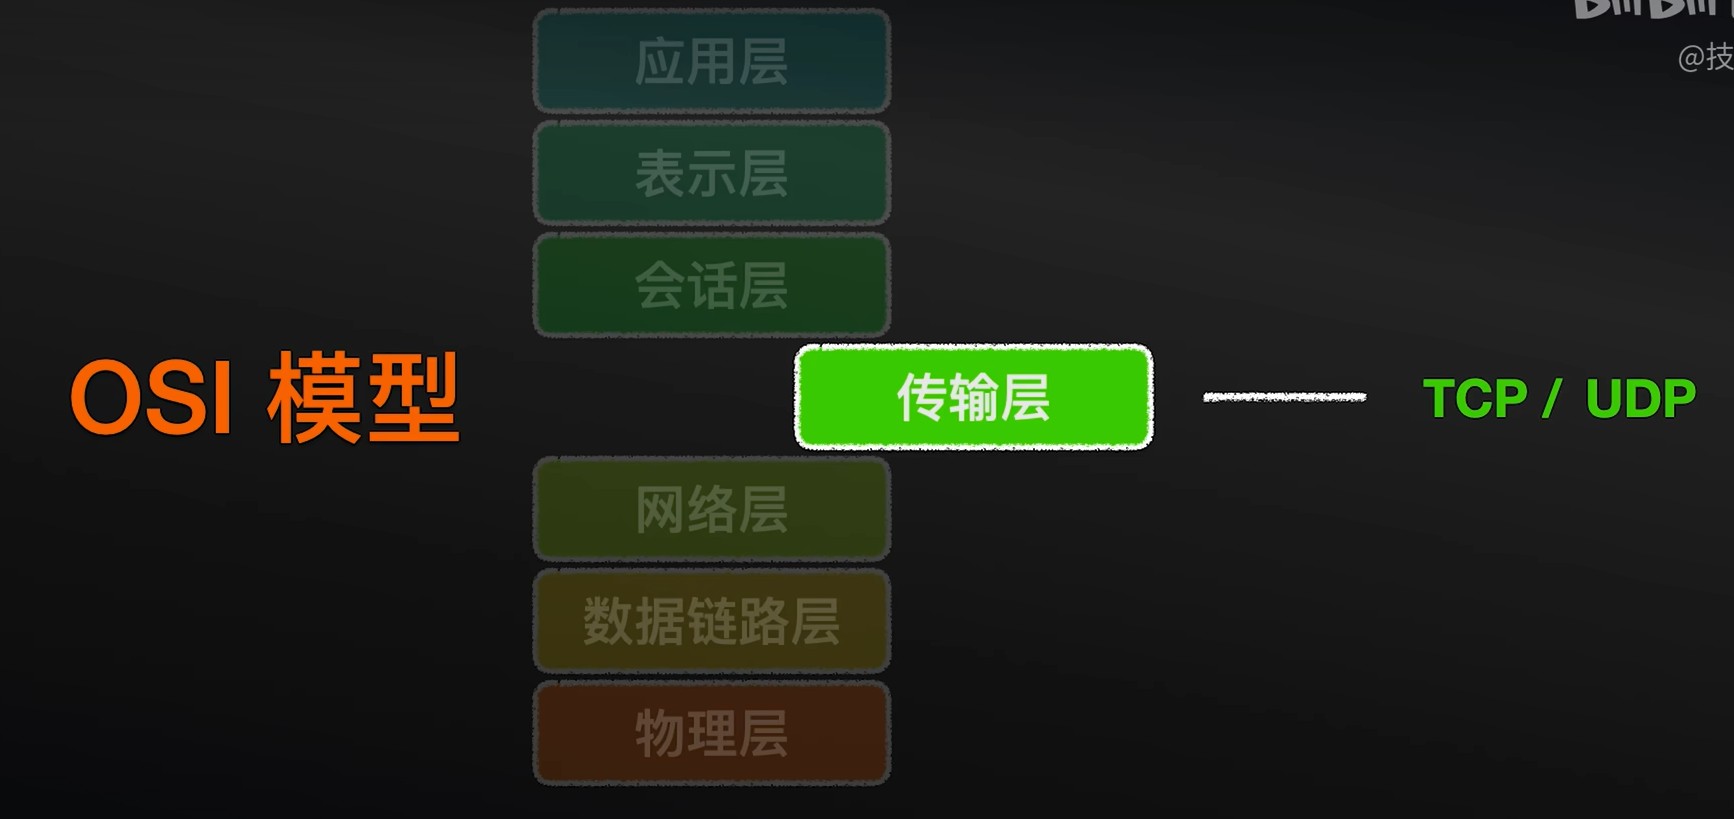 @技
应用层
表示层
会话层
OSI 模型
传输层
TCP / UDP
网络层
数据链路层
物理层